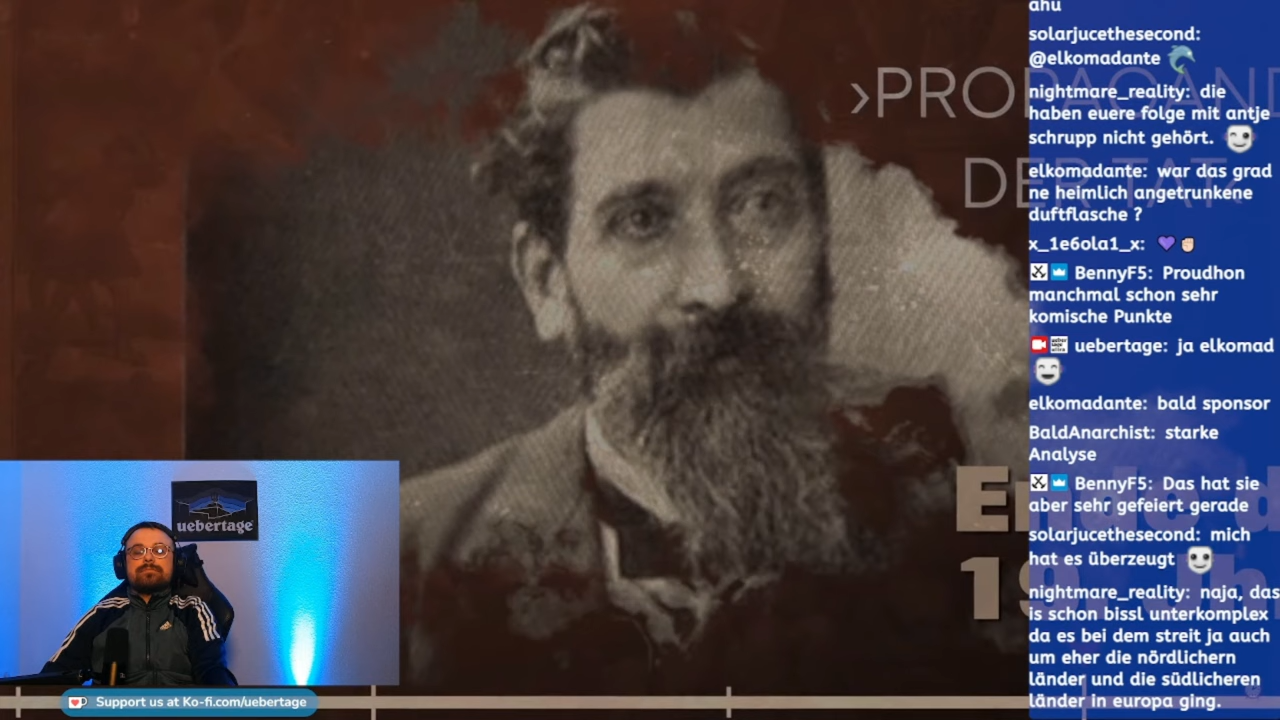 ›PROPAGAND
DER TAT
uebertage
Support us at Ko-fi.com/uebertage
ahu
solarjucethesecond:
@elkomadante
nightmare_reality: die
haben euere folge mit antje
schrupp nicht gehört.
elkomadante: war das grad
ne heimlich angetrunkene
duftflasche ?
x_1e6ola1_x:
BennyF5: Proudhon
manchmal schon sehr
komische Punkte
uebertage: ja elkomad
elkomadante: bald sponsor
BaldAnarchist: starke
Analyse
BennyF5: Das hat sie
aber sehr gefeiert gerade
solarjucethesecond: mich
hat es überzeugt
nightmare_reality: naja, das
is schon bissl unterkomplex
da es bei dem streit ja auch
um eher die nördlichern
länder und die südlicheren
länder in europa ging.
Ende d
19. Jh